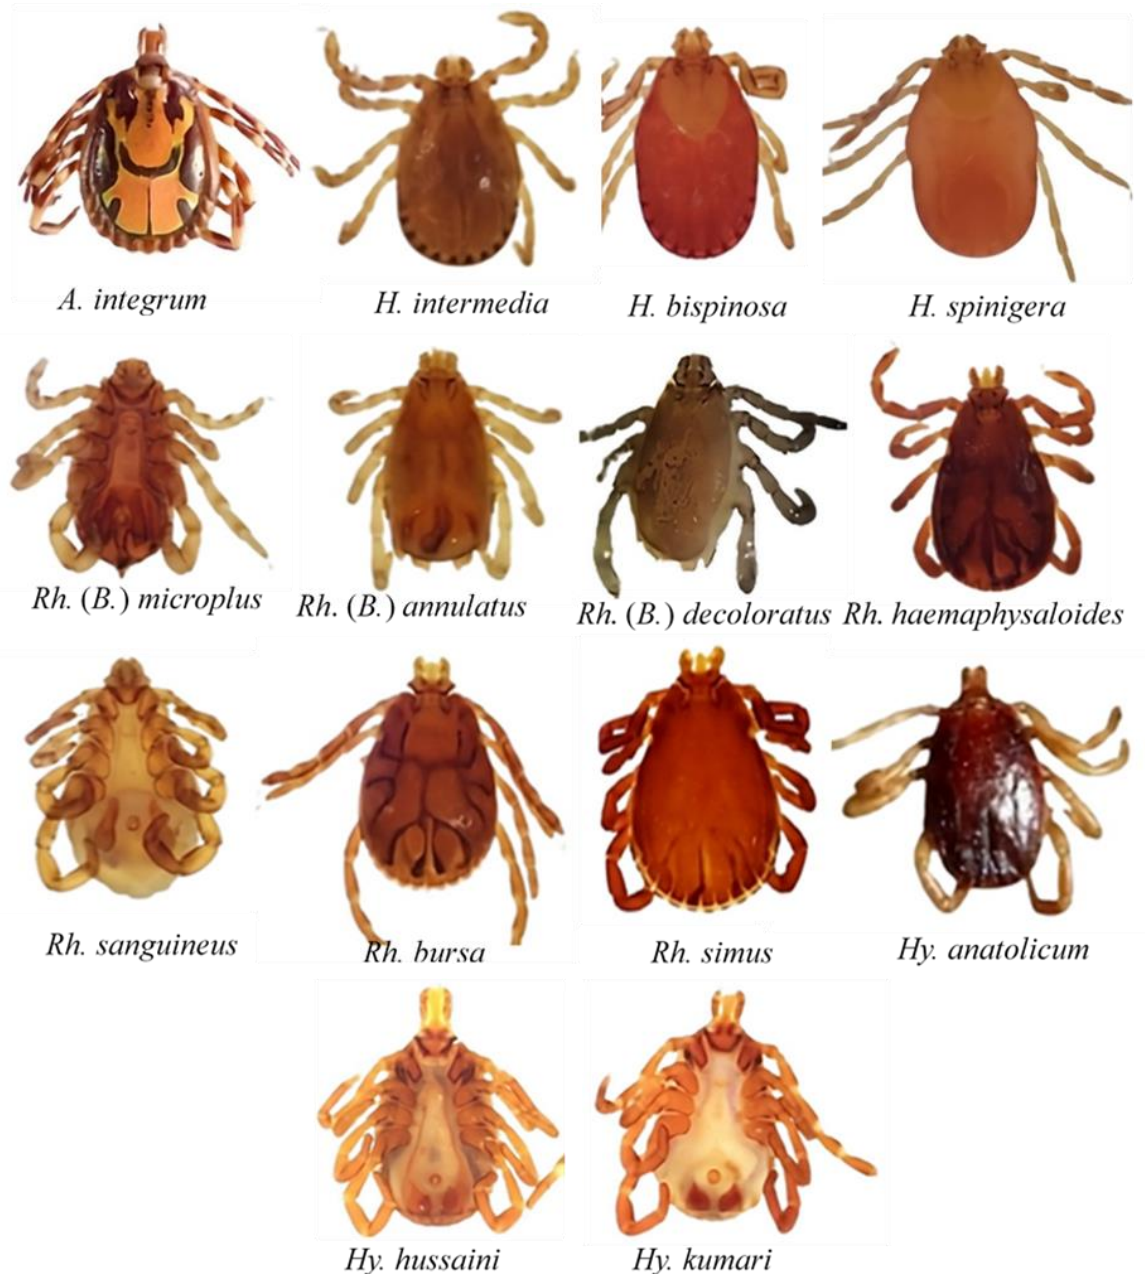 A. integrum
H. intermedia
H. bispinosa
H. spinigera
Rh. (B.) microplus
Rh. (B.) annulatus
Rh. (B.) decoloratus
Rh. haemaphysaloides
Rh. sanguineus
Rh. bursa
Rh. simus
Hy. anatolicum
Hy. hussaini
Hy. kumari